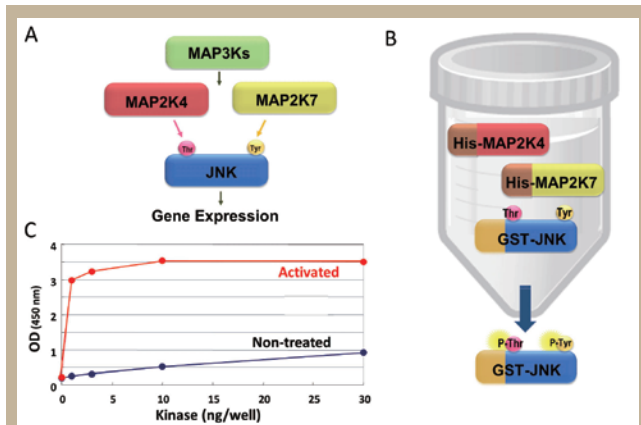 A
MAP3Ks
MAP2K4
MAP2K7
Thr
Tyr
JNK
Gene Expression
B
His-MAP2K4
His-MAP2K7
Thr
Tyr
GST-JNK
P-Thr
P-Tyr
GST-JNK
C
OD (450 nm)
4
3
2
1
0
Activated
Non-treated
0 5 10 15 20 25 30
Kinase (ng/well)